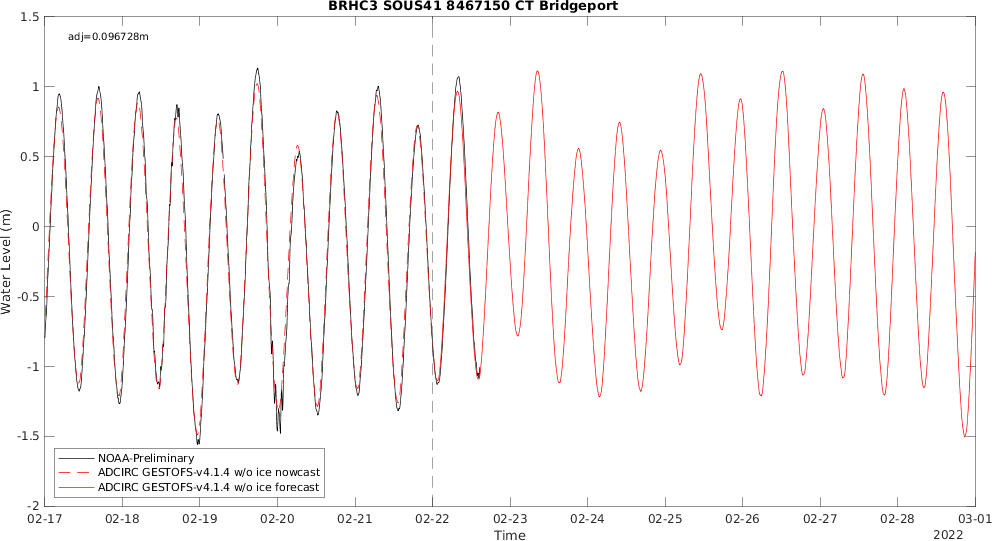 BRHC3 SOUS41 8467150 CT Bridgeport
adj=0.096728m
Water Level (m)
1.5
1
0.5
0
-0.5
-1
-1.5
-2
NOAA-Preliminary
ADCIRC GESTOFS-v4.1.4 w/o ice nowcast
ADCIRC GESTOFS-v4.1.4 w/o ice forecast
02-17 02-18 02-19 02-20 02-21 02-22 02-23 02-24 02-25 02-26 02-27 02-28 03-01
Time
2022